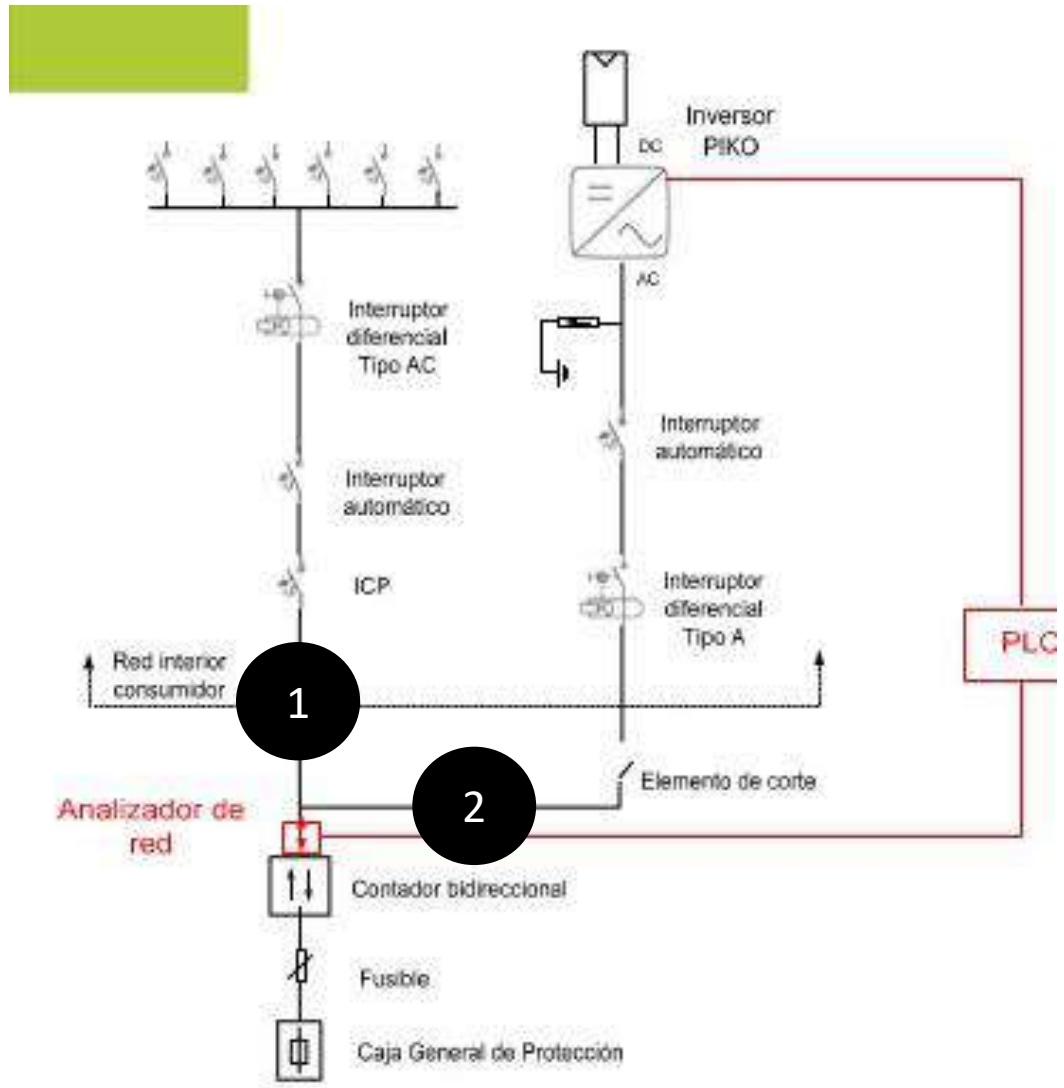 Inversor
PIKO
DC
AC
Interruptor
diferencial
Tipo AC
Interruptor
automático
Interruptor
automático
ICP
Interruptor
diferencial
Tipo A
PLC
Red interior
consumidor
1
2
Elemento de corte
Analizador de
red
Contador bidireccional
Fusible
Caja General de Protección